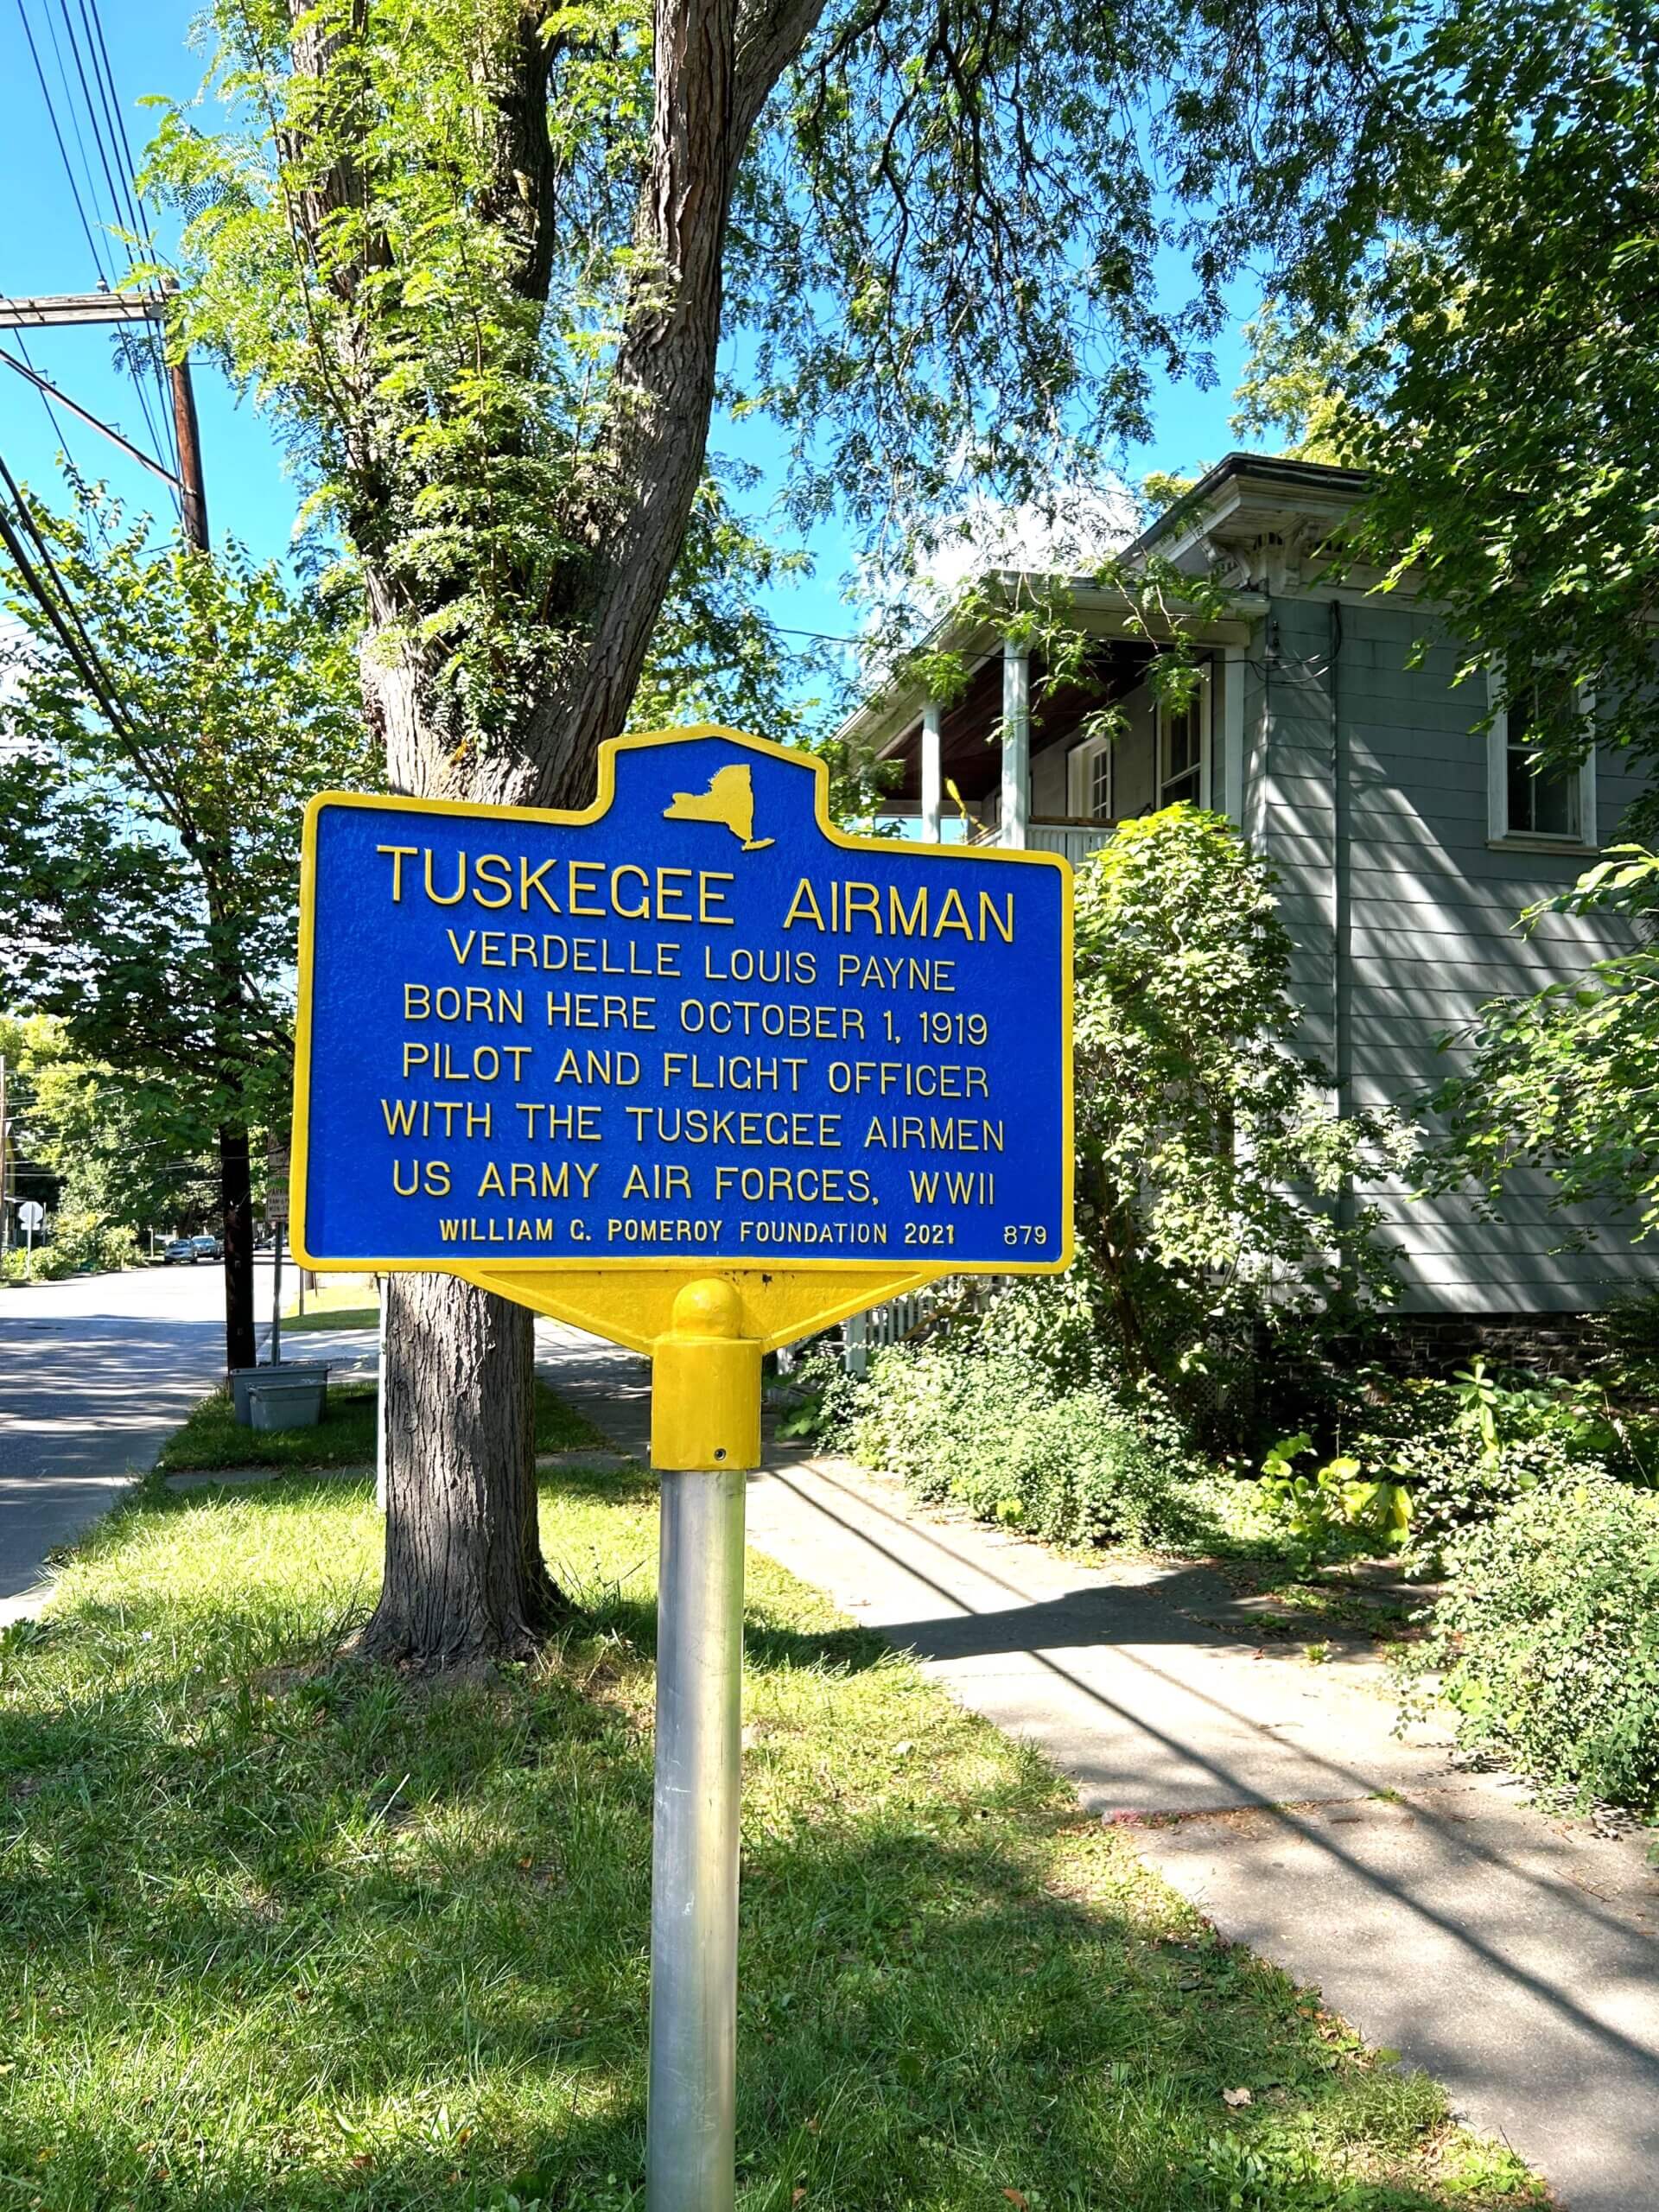 TUSKEGEE AIRMAN
VERDELLE LOUIS PAYNE
BORN HERE OCTOBER 1, 1919
PILOT AND FLIGHT OFFICER
WITH THE TUSKEGEE AIRMEN
US ARMY AIR FORCES, WWII
WILLIAM G. POMEROY FOUNDATION 2021 879